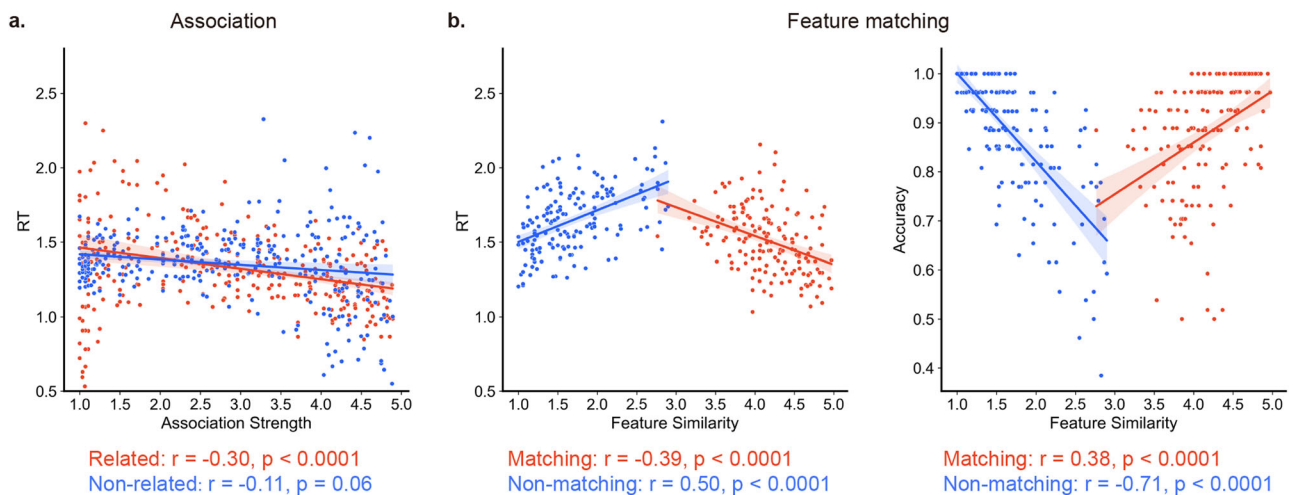 a.
Association
b.
Feature matching
RT
2.5
2.0
1.5
1.0
0.5
1.0 1.5 2.0 2.5 3.0 3.5 4.0 4.5 5.0
Association Strength
Related: r = -0.30, p < 0.0001
Non-related: r = -0.11, p = 0.06
RT
2.5
2.0
1.5
1.0
0.5
1.0 1.5 2.0 2.5 3.0 3.5 4.0 4.5 5.0
Feature Similarity
Matching: r = -0.39, p < 0.0001
Non-matching: r = 0.50, p < 0.0001
Accuracy
1.0
0.9
0.8
0.7
0.6
0.5
0.4
1.0 1.5 2.0 2.5 3.0 3.5 4.0 4.5 5.0
Feature Similarity
Matching: r = 0.38, p < 0.0001
Non-matching: r = -0.71, p < 0.0001